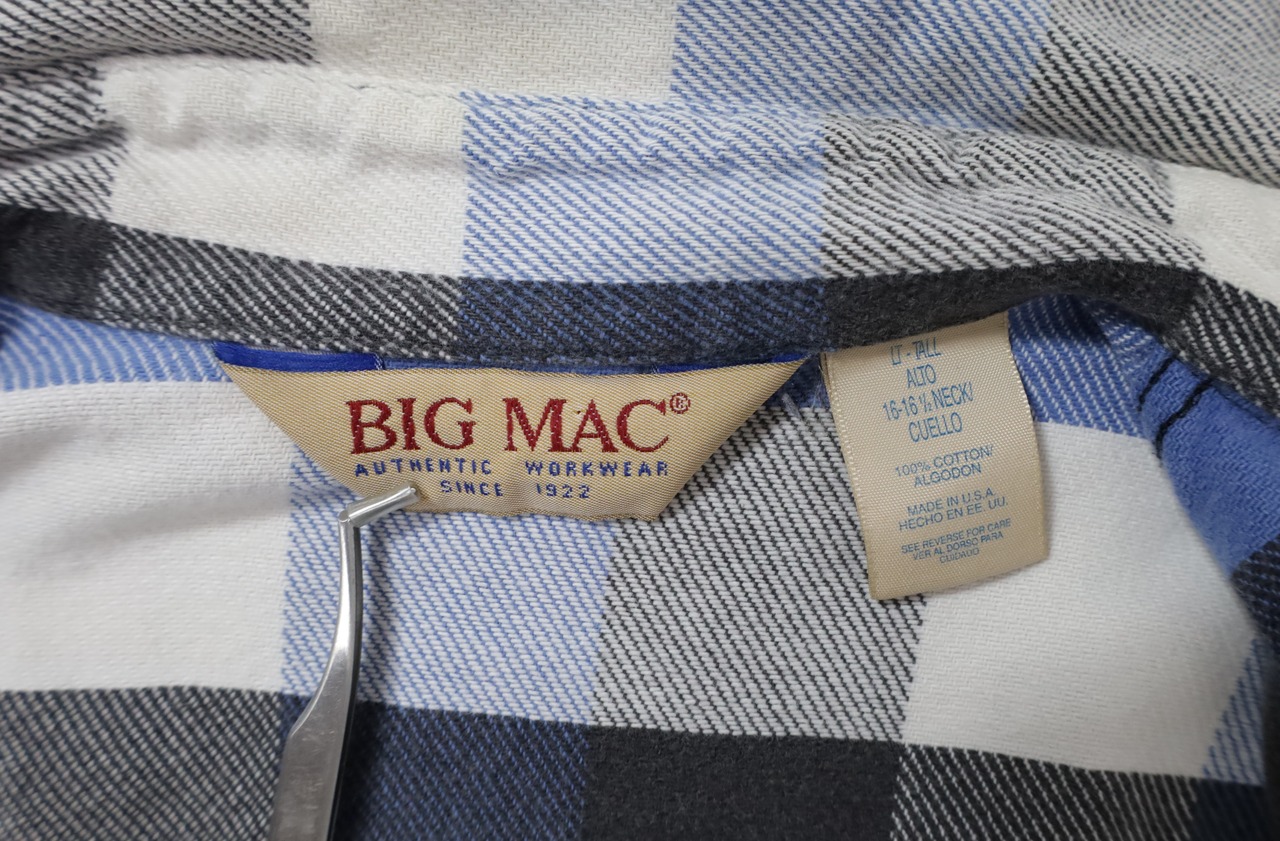 BIG MAC®
AUTHENTIC WORKWEAR
SINCE 1922
LT - TALL
ALTO
16-16 ½ NECK/
CUELLO
100% COTTON/
ALGODON
MADE IN U.S.A.
HECHO EN EE. UU.
SEE REVERSE FOR CARE
VER AL DORSO PARA
CUIDADO